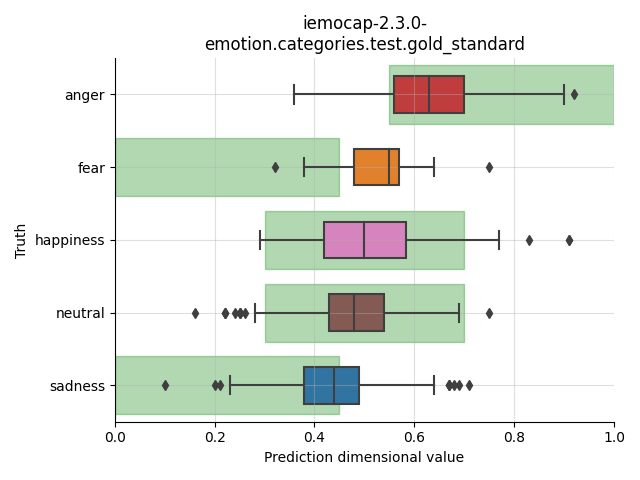 iemocap-2.3.0-
emotion.categories.test.gold_standard
anger
fear
happiness
neutral
sadness
Truth
0.0 0.2 0.4 0.6 0.8 1.0
Prediction dimensional value